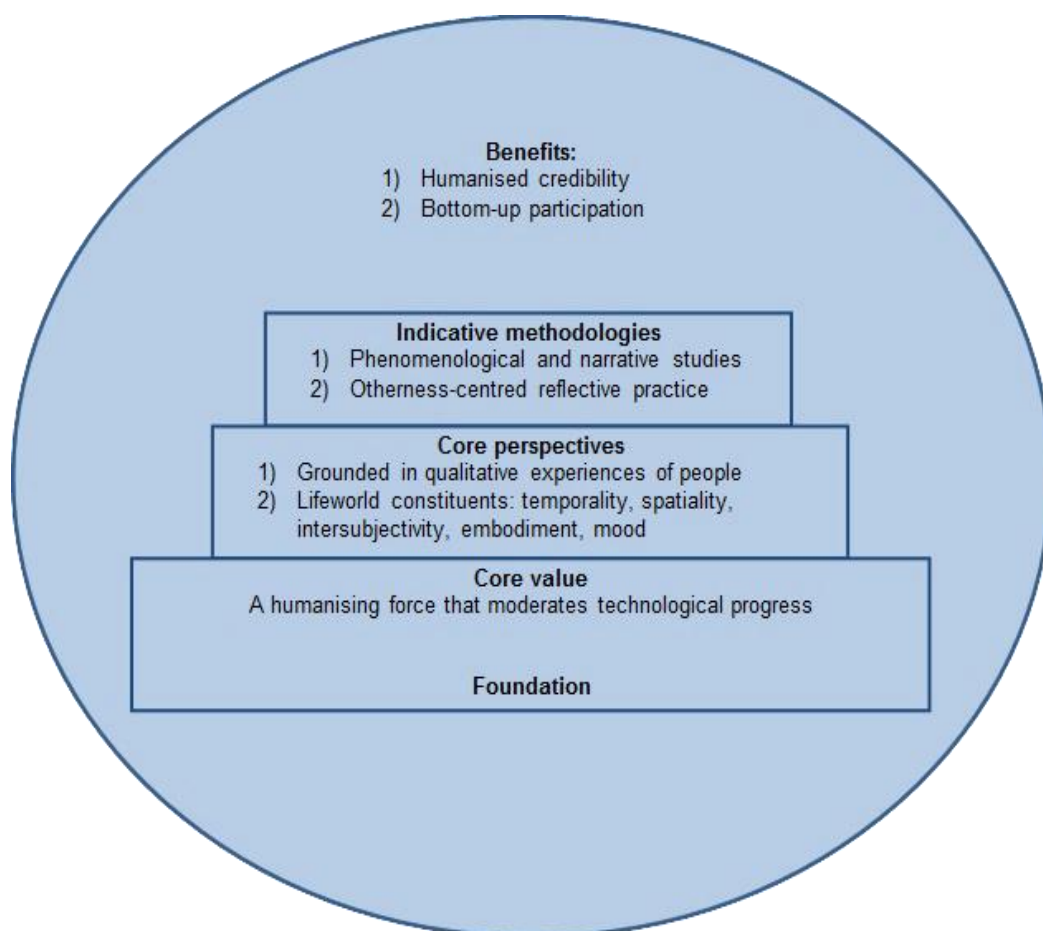 Benefits:
1) Humanised credibility
2) Bottom-up participation
Indicative methodologies
1) Phenomenological and narrative studies
2) Otherness-centred reflective practice
Core perspectives
1) Grounded in qualitative experiences of people
2) Lifeworld constituents: temporality, spatiality,
intersubjectivity, embodiment, mood
Core value
A humanising force that moderates technological progress
Foundation